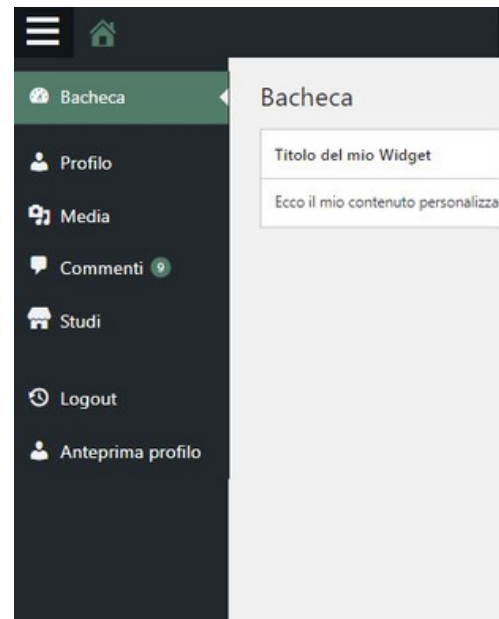 Bacheca
Profilo
Media
Commenti 9
Studi
Logout
Anteprima profilo
Bacheca
Titolo del mio Widget
Ecco il mio contenuto personalizza